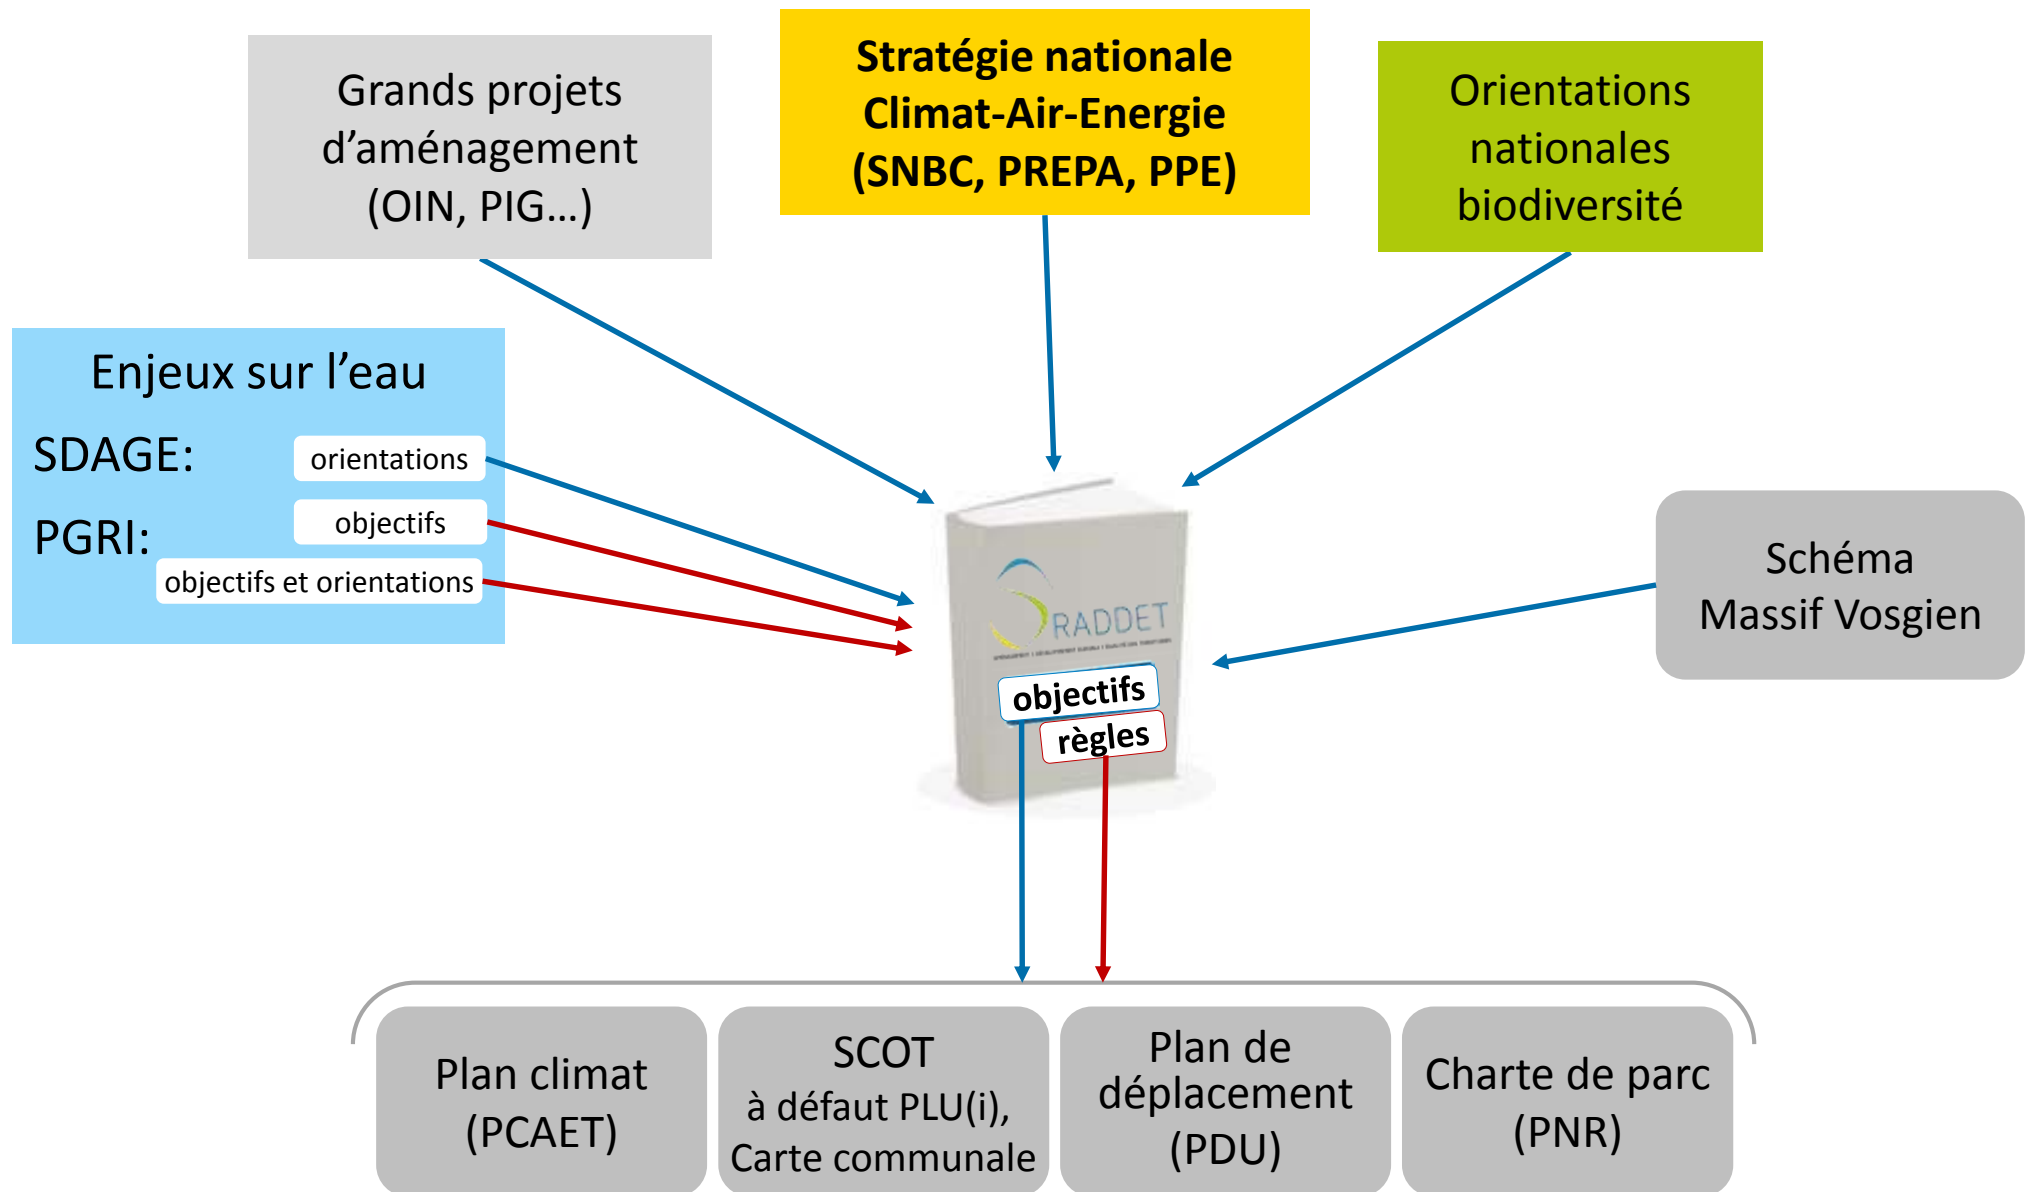 Grands projets
d’aménagement
(OIN, PIG…)
Stratégie nationale
Climat-Air-Energie
(SNBC, PREPA, PPE)
Orientations
nationales
biodiversité
Enjeux sur l’eau
SDAGE:
orientations
objectifs
PGRI:
objectifs et orientations
Schéma
Massif Vosgien
SRADDET
objectifs
règles
Plan climat
(PCAET)
SCOT
à défaut PLU(i),
Carte communale
Plan de
déplacement
(PDU)
Charte de parc
(PNR)